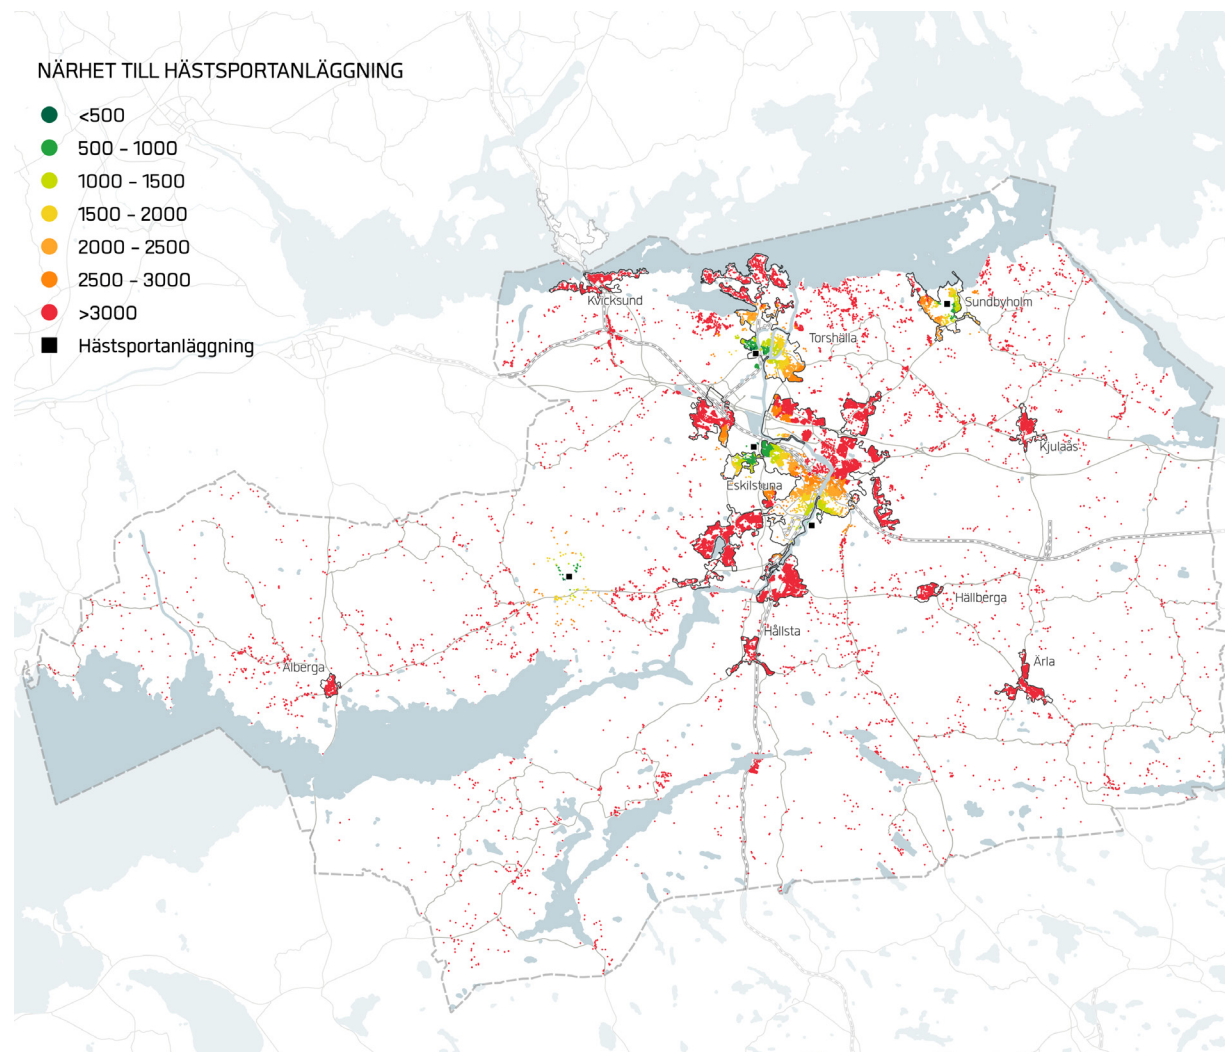 NÄRHET TILL HÄSTSPORTANLÄGGNING
<500
500 - 1000
1000 - 1500
1500 - 2000
2000 - 2500
2500 - 3000
>3000
Hästsportanläggning
Kvicksund
Sundbyholm
Torshälla
Kjulaås
Eskilstuna
Hällberga
Hållsta
Ärla
Alberga